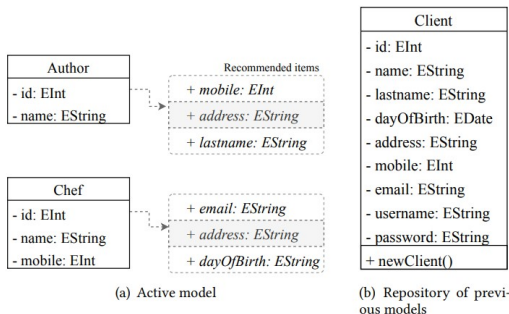 Recommended items
Author
- id: EInt
- name: EString
+ mobile: EInt
+ address: EString
+ lastname: EString
Chef
- id: EInt
- name: EString
- mobile: EInt
+ email: EString
+ address: EString
+ dayOfBirth: EString
(a) Active model
Client
- id: EInt
- name: EString
- lastname: EString
- dayOfBirth: EDate
- address: EString
- mobile: EInt
- email: EString
- username: EString
- password: EString
+ newClient()
(b) Repository of previ-
ous models